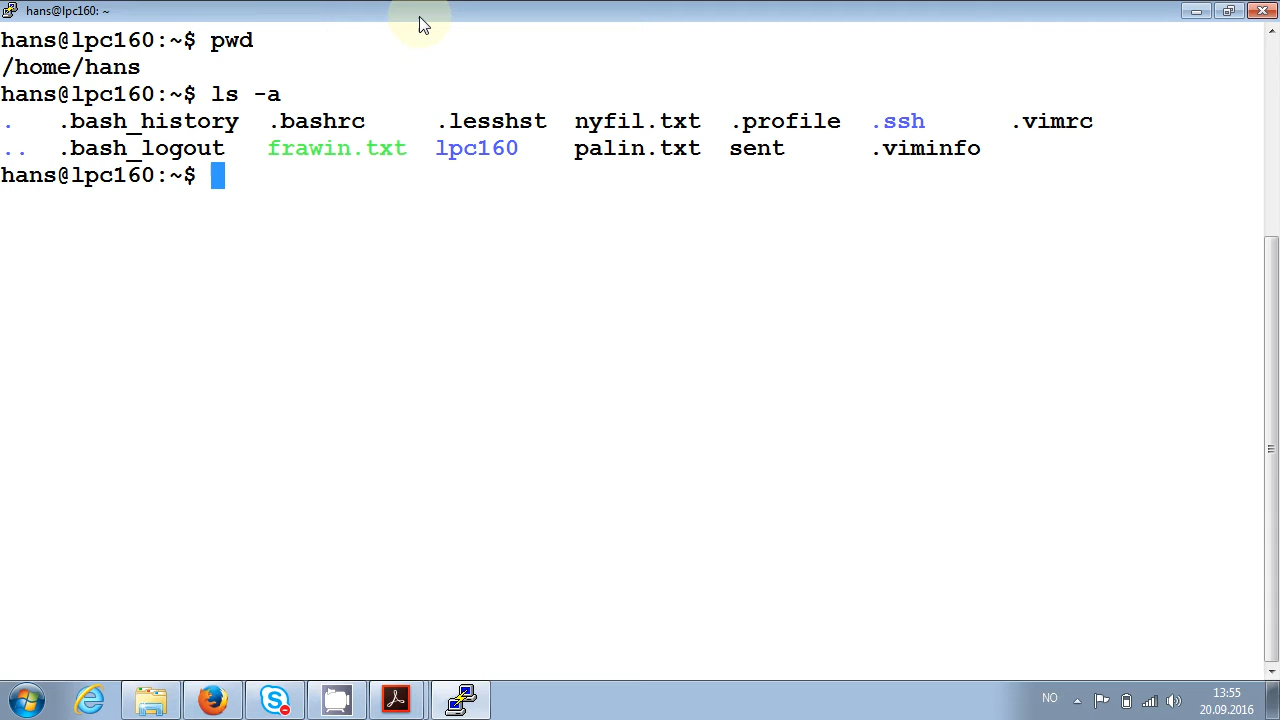 hans@lpc160: ~
hans@lpc160:~$ pwd
/home/hans
hans@lpc160:~$ ls -a
. .bash_history .bashrc .lesshst nyfil.txt .profile .ssh .vimrc
.. .bash_logout frawin.txt lpc160 palin.txt sent .viminfo
hans@lpc160:~$
NO
13:55
20.09.2016